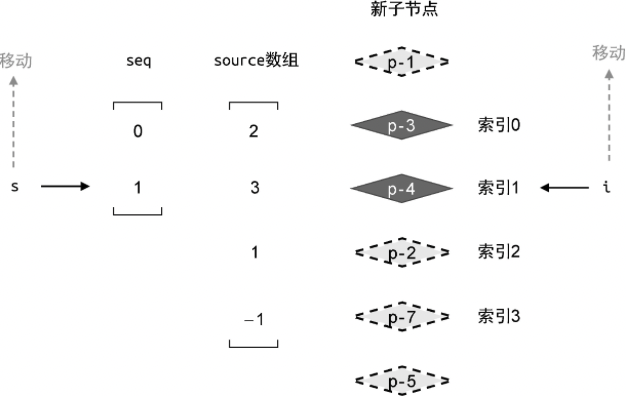 新子节点
移动 seq source数组 p-1 移动
0 2 p-3 索引0
s 1 3 p-4 索引1 i
1 p-2 索引2
−1 p-7 索引3
p-5